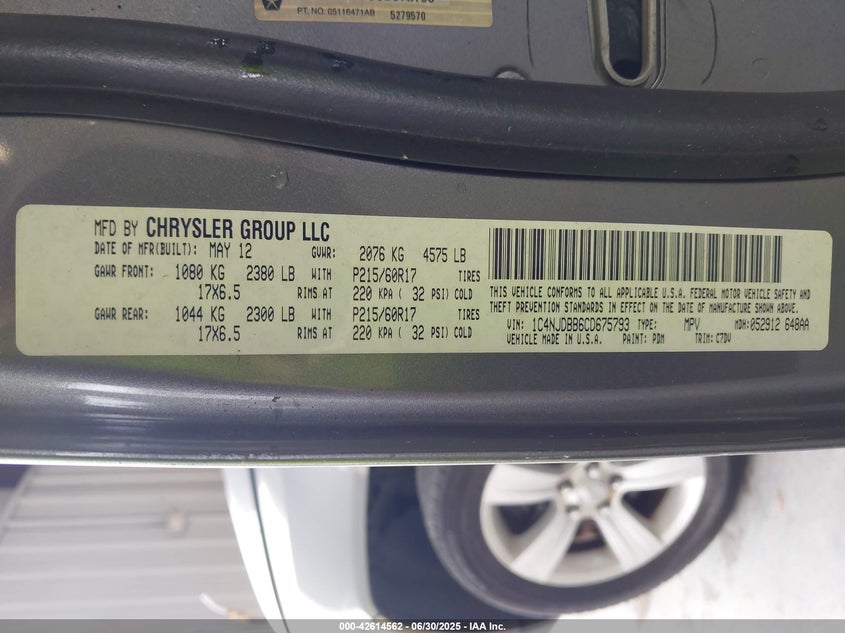 PT. NO. 05116471AB 5279570
MFD BY CHRYSLER GROUP LLC
DATE OF MFR(BUILT): MAY 12 GVWR: 2076 KG 4575 LB
GAWR FRONT: 1080 KG 2380 LB WITH P215/60R17 TIRES
17X6.5 RIMS AT 220 KPA ( 32 PSI) COLD
GAWR REAR: 1044 KG 2300 LB WITH P215/60R17 TIRES
17X6.5 RIMS AT 220 KPA ( 32 PSI) COLD
THIS VEHICLE CONFORMS TO ALL APPLICABLE U.S.A. FEDERAL MOTOR VEHICLE SAFETY AND
THEFT PREVENTION STANDARDS IN EFFECT ON THE DATE OF MANUFACTURE SHOWN ABOVE.
VIN: 1C4NJDBB6CD675793 TYPE: MPV MDH:052912 648AA
VEHICLE MADE IN U.S.A. PAINT: PDM TRIM: C7DV
000-42614562 - 06/30/2025 - IAA Inc.